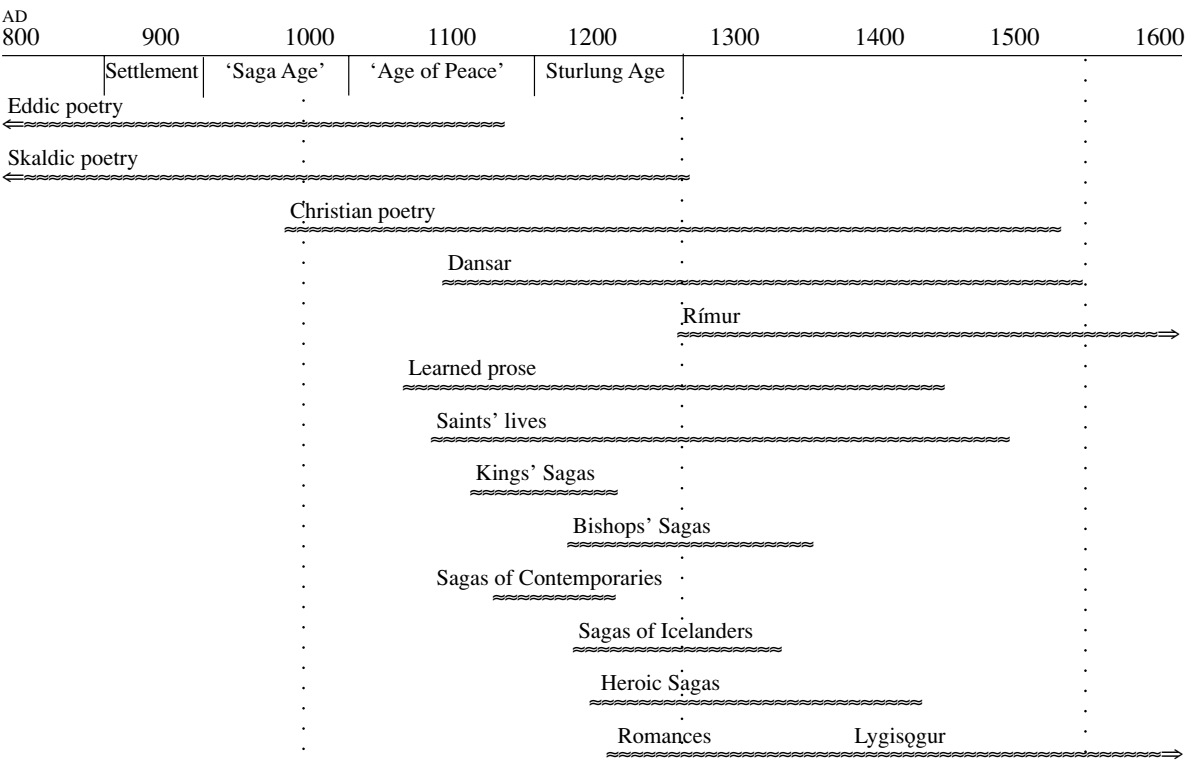 AD
800 900 1000 1100 1200 1300 1400 1500 1600
Settlement ‘Saga Age’ ‘Age of Peace’ Sturlung Age
Eddic poetry
Skaldic poetry
Christian poetry
Dansar
Rímur
Learned prose
Saints’ lives
Kings’ Sagas
Bishops’ Sagas
Sagas of Contemporaries
Sagas of Icelanders
Heroic Sagas
Romances Lygisǫgur